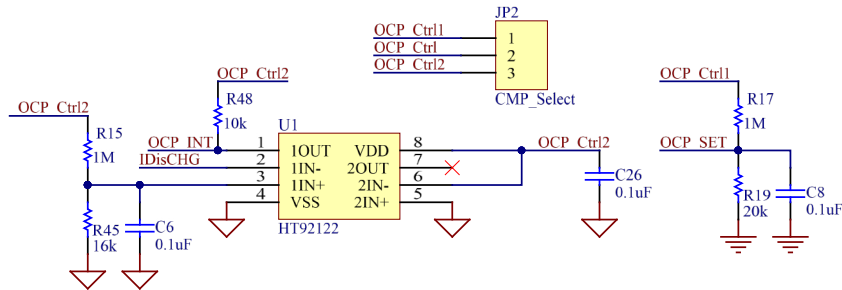 JP2
OCP_Ctrl1
1
OCP_Ctrl
2
OCP_Ctrl2
3
CMP_Select
OCP_Ctrl2
R48
10k
OCP_Ctrl2
R15
1M
R45
16k
C6
0.1uF
OCP_INT
IDisCHG
U1
1 1OUT VDD 8
2 1IN- 2OUT 7
3 1IN+ 2IN- 6
4 VSS 2IN+ 5
HT92122
OCP_Ctrl2
C26
0.1uF
OCP_Ctrl1
R17
1M
OCP_SET
R19
20k
C8
0.1uF